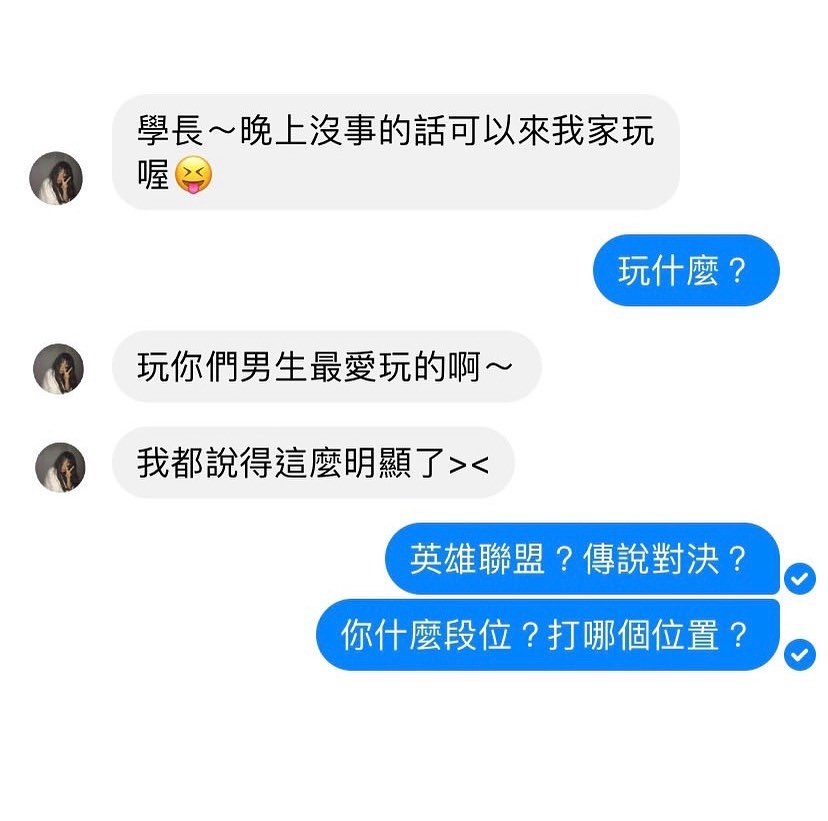 學長～晚上沒事的話可以來我家玩
喔😝
玩什麼？
玩你們男生最愛玩的啊～
我都說得這麼明顯了><
英雄聯盟？傳說對決？
你什麼段位？打哪個位置？